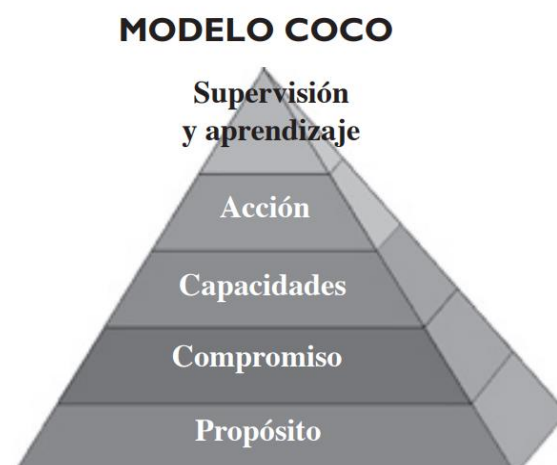 MODELO COCO
Supervisión
y aprendizaje
Acción
Capacidades
Compromiso
Propósito